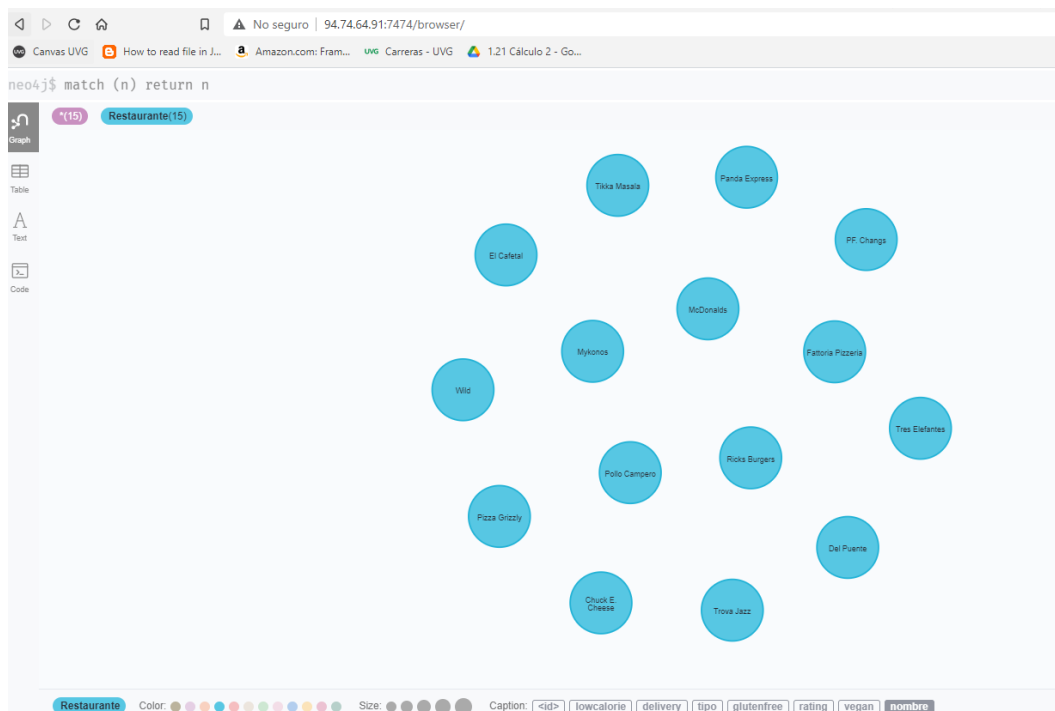 No seguro | 94.74.64.91:7474/browser/
Canvas UVG How to read file in J... Amazon.com: Fram... UVG Carreras - UVG 1.21 Cálculo 2 - Go...
neo4j$ match (n) return n
*(15) Restaurante(15)
Graph
Table
Text
Code
Panda Express
Tikka Masala
PF. Changs
El Cafetal
McDonalds
Mykonos
Fattoria Pizzeria
Wild
Tres Elefantes
Ricks Burgers
Pollo Campero
Pizza Grizzly
Del Puente
Chuck E.
Cheese
Trova Jazz
Restaurante Color: Size: Caption: <id> lowcalorie delivery tipo glutenfree rating vegan nombre